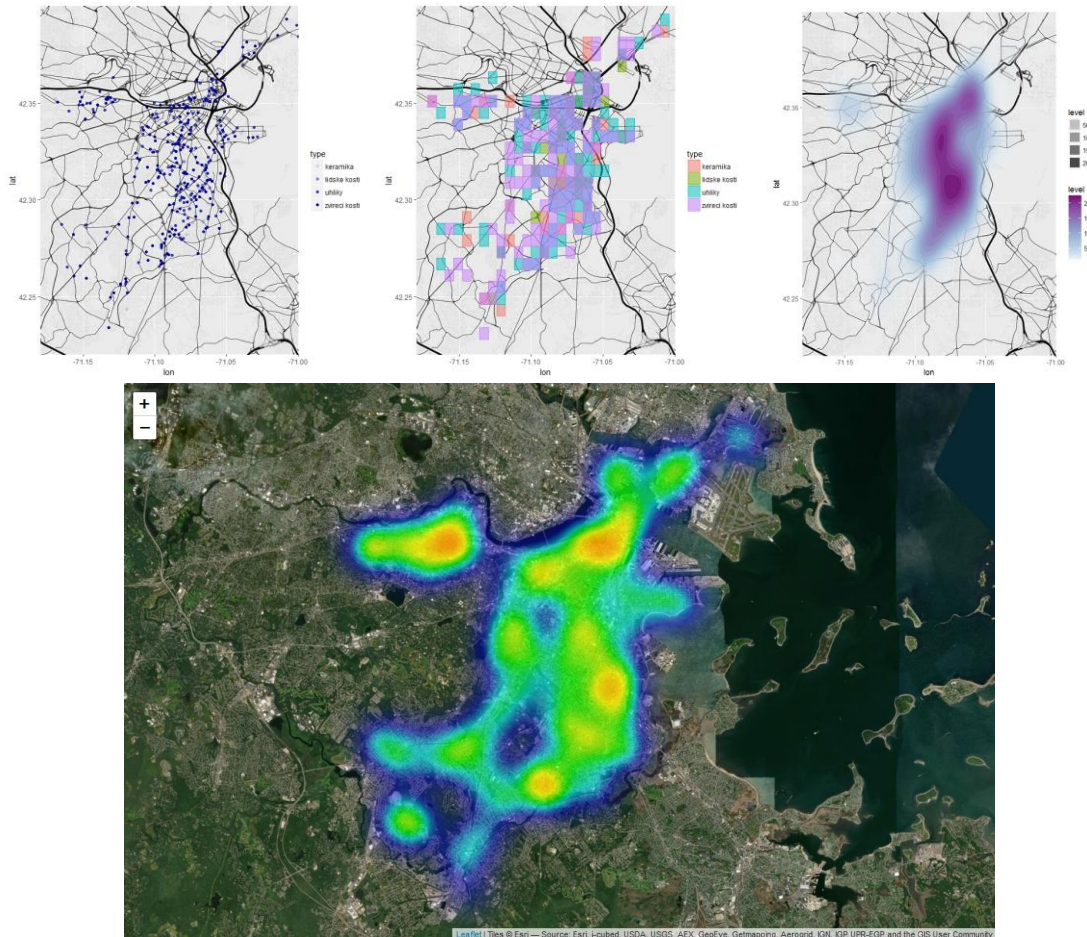 42.35
42.30
42.25
lat
-71.15
-71.10
-71.05
-71.00
lon
type
keramika
lidske kosti
uhliky
zvireci kosti
42.35
42.30
42.25
lat
-71.15
-71.10
-71.05
-71.00
lon
type
keramika
lidske kosti
uhliky
zvireci kosti
42.35
42.30
42.25
lat
-71.15
-71.10
-71.05
-71.00
lon
level
level
+
−
Leaflet | Tiles © Esri — Source: Esri, i-cubed, USDA, USGS, AEX, GeoEye, Getmapping, Aerogrid, IGN, IGP, UPR-EGP, and the GIS User Community